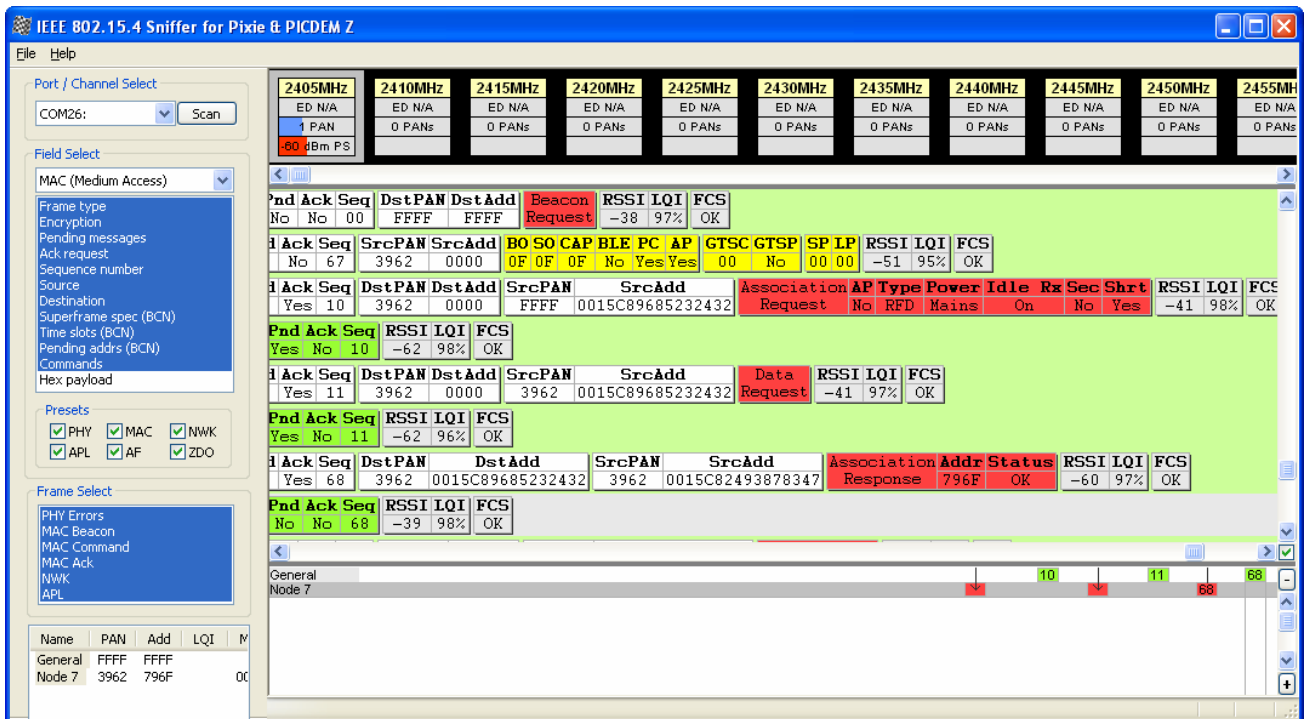 IEEE 802.15.4 Sniffer for Pixie & PICDEM Z
File Help
Port / Channel Select
COM26: Scan
Field Select
MAC (Medium Access)
Frame type
Encryption
Pending messages
Ack request
Sequence number
Source
Destination
Superframe spec (BCN)
Time slots (BCN)
Pending addrs (BCN)
Commands
Hex payload
Presets
PHY MAC NWK
APL AF ZDO
Frame Select
PHY Errors
MAC Beacon
MAC Command
MAC Ack
NWK
APL
Name PAN Add LQI M
General FFFF FFFF
Node 7 3962 796F 00
2405MHz 2410MHz 2415MHz 2420MHz 2425MHz 2430MHz 2435MHz 2440MHz 2445MHz 2450MHz 2455MH
ED N/A ED N/A ED N/A ED N/A ED N/A ED N/A ED N/A ED N/A ED N/A ED N/A ED N/A
1 PAN 0 PANs 0 PANs 0 PANs 0 PANs 0 PANs 0 PANs 0 PANs 0 PANs 0 PANs 0 PANs
-60 dBm PS
Pnd Ack Seq DstPAN DstAdd Beacon RSSI LQI FCS
No No 00 FFFF FFFF Request -38 97% OK
d Ack Seq SrcPAN SrcAdd BO SO CAP BLE PC AP GTSC GTSP SP LP RSSI LQI FCS
No 67 3962 0000 0F 0F 0F No Yes Yes 00 No 00 00 -51 95% OK
d Ack Seq DstPAN DstAdd SrcPAN SrcAdd Association AP Type Power Idle Rx Sec Shrt RSSI LQI FCS
Yes 10 3962 0000 FFFF 0015C89685232432 Request No RFD Mains On No Yes -41 98% OK
Pnd Ack Seq RSSI LQI FCS
Yes No 10 -62 98% OK
d Ack Seq DstPAN DstAdd SrcPAN SrcAdd Data RSSI LQI FCS
Yes 11 3962 0000 3962 0015C89685232432 Request -41 97% OK
Pnd Ack Seq RSSI LQI FCS
Yes No 11 -62 96% OK
d Ack Seq DstPAN DstAdd SrcPAN SrcAdd Association Addr Status RSSI LQI FCS
Yes 68 3962 0015C89685232432 3962 0015C82493878347 Response 796F OK -60 97% OK
Pnd Ack Seq RSSI LQI FCS
No No 68 -39 98% OK
General 10 11 68
Node 7 68